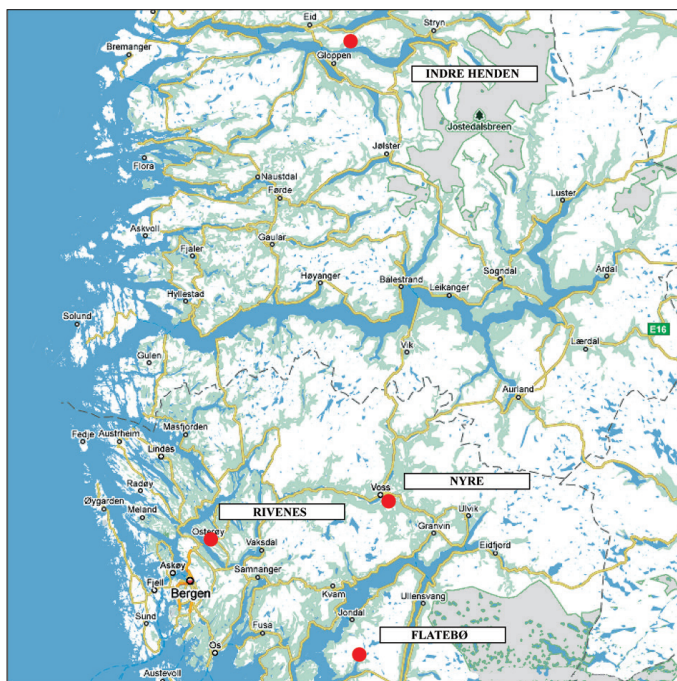 Eid
Stryn
Bremanger
Gloppen
INDRE HENDEN
Jostedalsbreen
Jølster
Flora
Naustdal
Førde
Luster
Askvoll
Gaular
Fjaler
Høyanger
Balestrand
Leikanger
Sogndal
Ardal
Hyllestad
Solund
E16
Gulen
Vik
Lærdal
Aurland
Masfjorden
Fedje
Austrheim
Lindås
Radøy
Voss
NYRE
Øygarden
Meland
RIVENES
Ulvik
Osterøy
Granvin
Vaksdal
Eidfjord
Askøy
Samnanger
Fjell
Bergen
Kvam
Ullensvang
Sund
Jondal
Fusa
FLATEBØ
Os
Austevoll